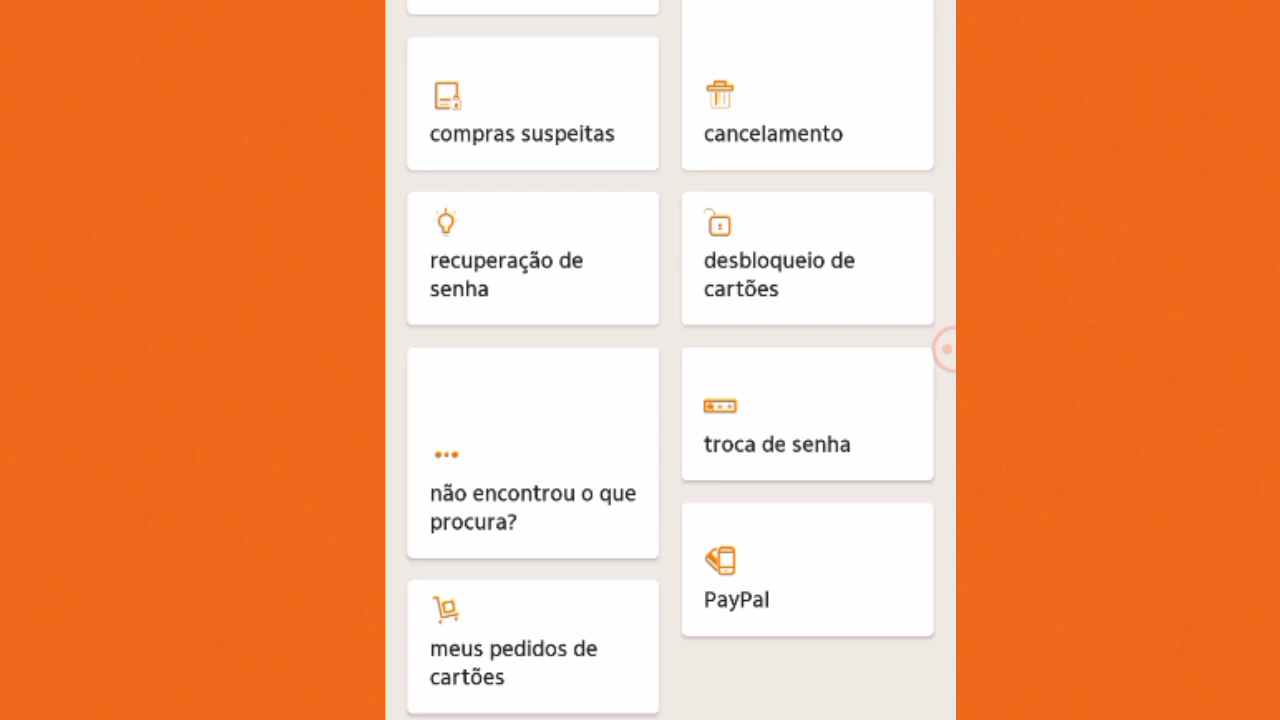 compras suspeitas
cancelamento
recuperação de
senha
desbloqueio de
cartões
não encontrou o que
procura?
troca de senha
PayPal
meus pedidos de
cartões